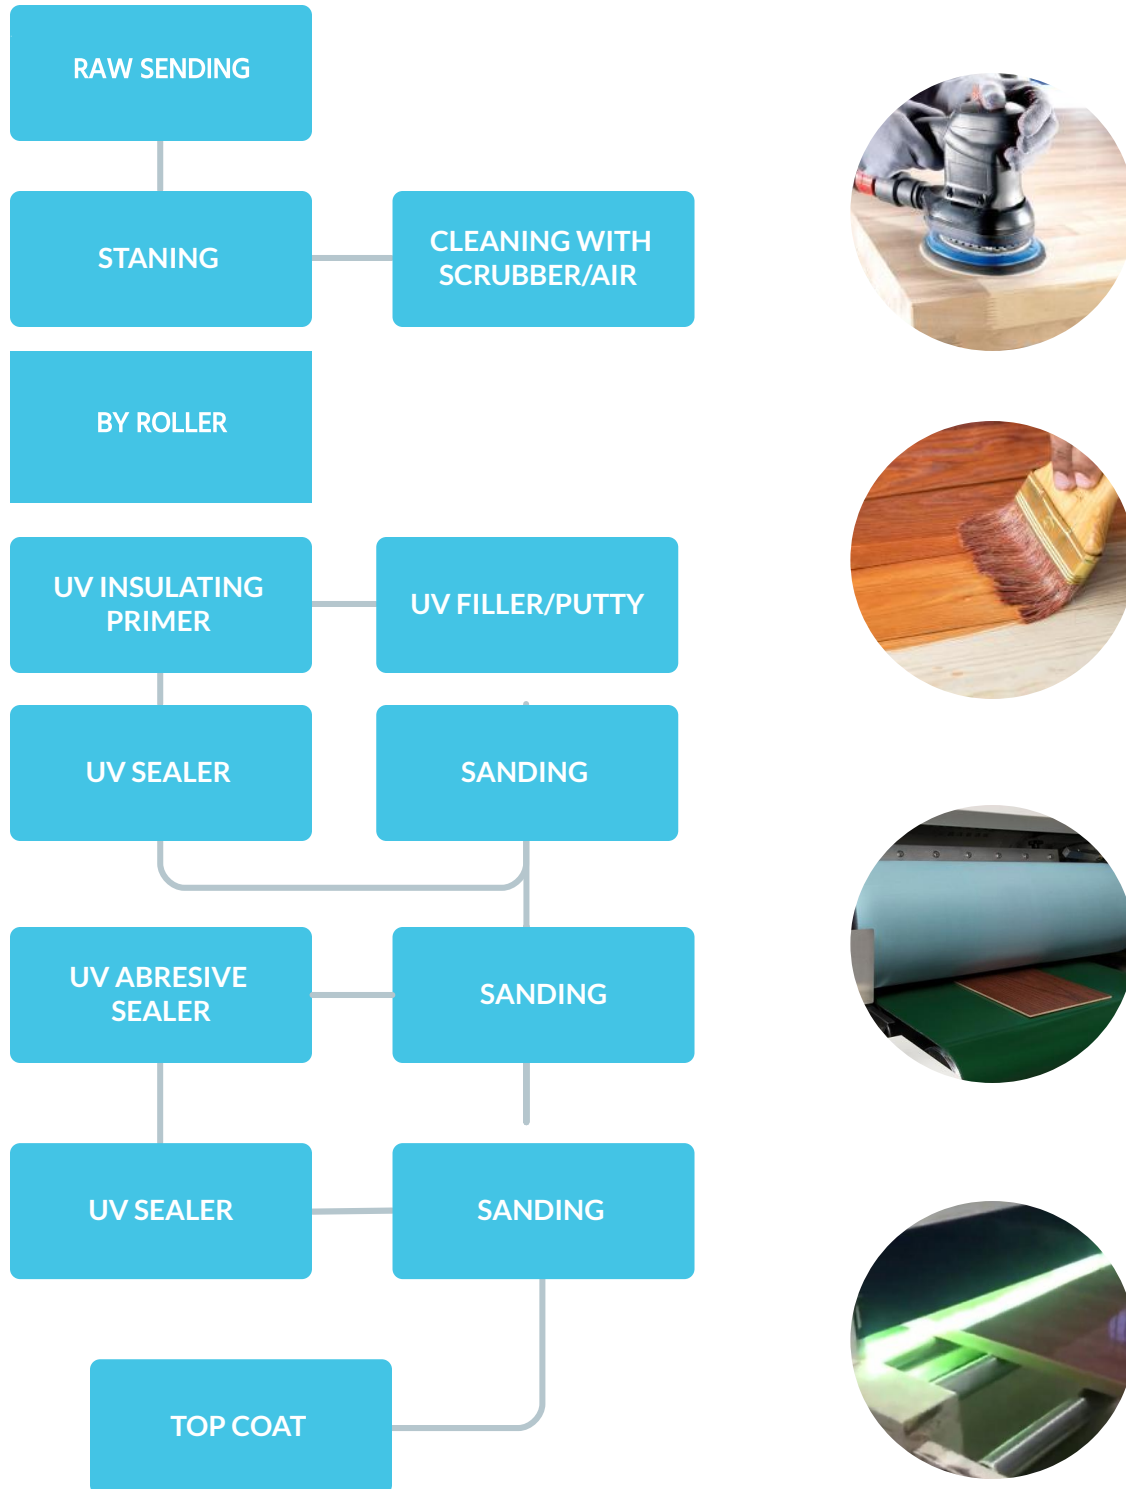 RAW SENDING
STANING
CLEANING WITH
SCRUBBER/AIR
BY ROLLER
UV INSULATING
PRIMER
UV FILLER/PUTTY
UV SEALER
SANDING
UV ABRESIVE
SEALER
SANDING
UV SEALER
SANDING
TOP COAT